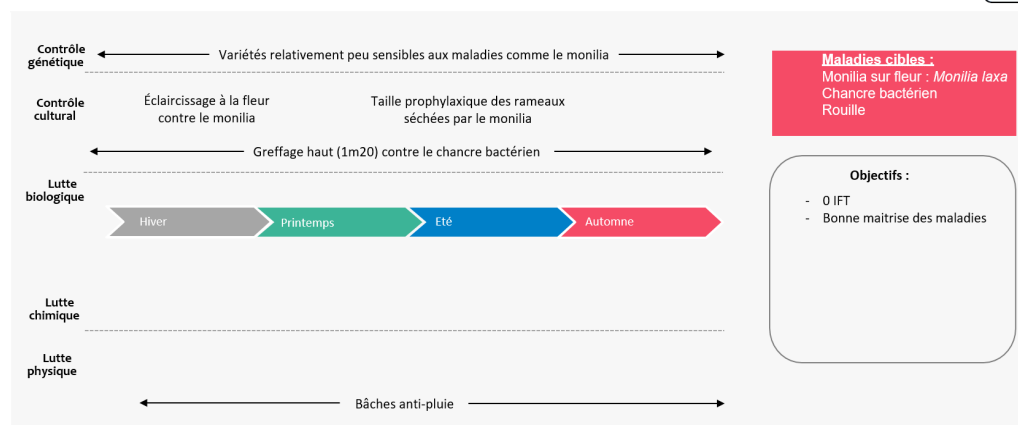 Contrôle
génétique
Variétés relativement peu sensibles aux maladies comme le monilia
Contrôle
cultural
Éclaircissage à la fleur
contre le monilia
Taille prophylaxique des rameaux
séchées par le monilia
Greffage haut (1m20) contre le chancre bactérien
Lutte
biologique
Hiver
Printemps
Eté
Automne
Lutte
chimique
Lutte
physique
Bâches anti-pluie
Maladies cibles :
Monilia sur fleur : Monilia laxa
Chancre bactérien
Rouille
Objectifs :
- 0 IFT
- Bonne maitrise des maladies